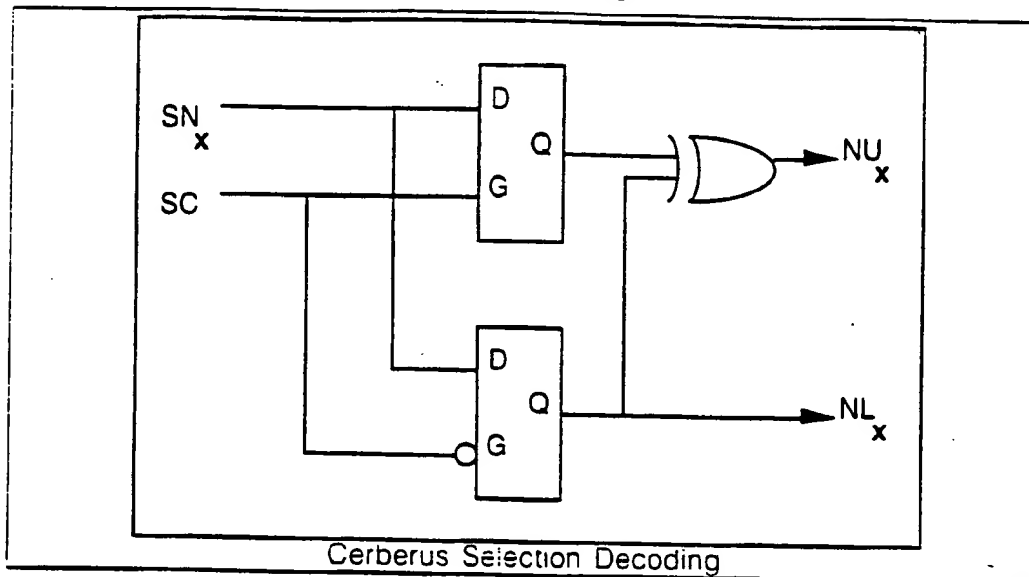 SN
x
SC
D
Q
G
D
Q
G
NU
x
NL
x
Cerberus Selection Decoding